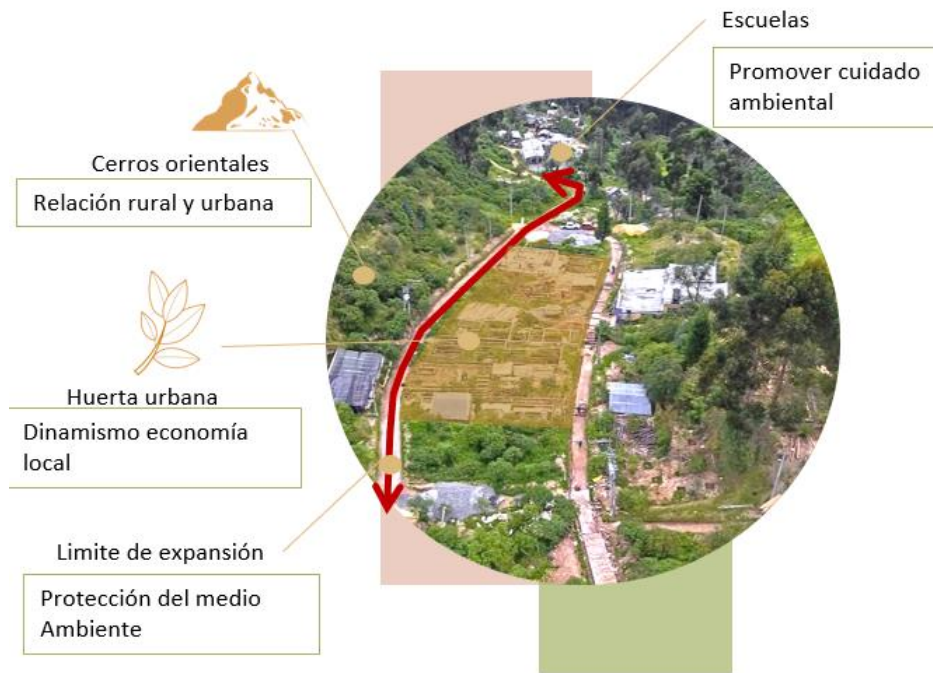 Escuelas
Promover cuidado
ambiental
Cerros orientales
Relación rural y urbana
Huerta urbana
Dinamismo economía
local
Limite de expansión
Protección del medio
Ambiente